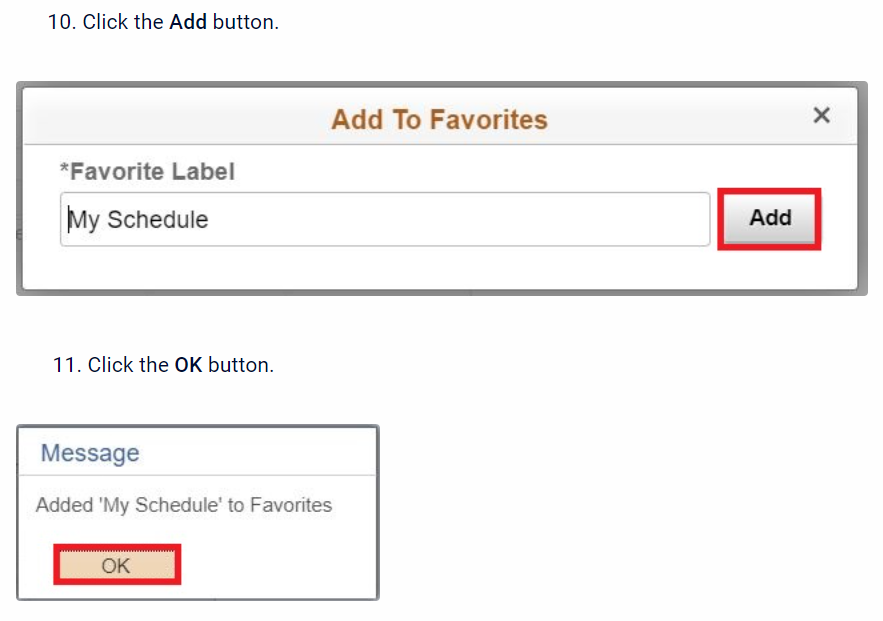 10. Click the Add button.
Add To Favorites
*Favorite Label
My Schedule
Add
11. Click the OK button.
Message
Added 'My Schedule' to Favorites
OK